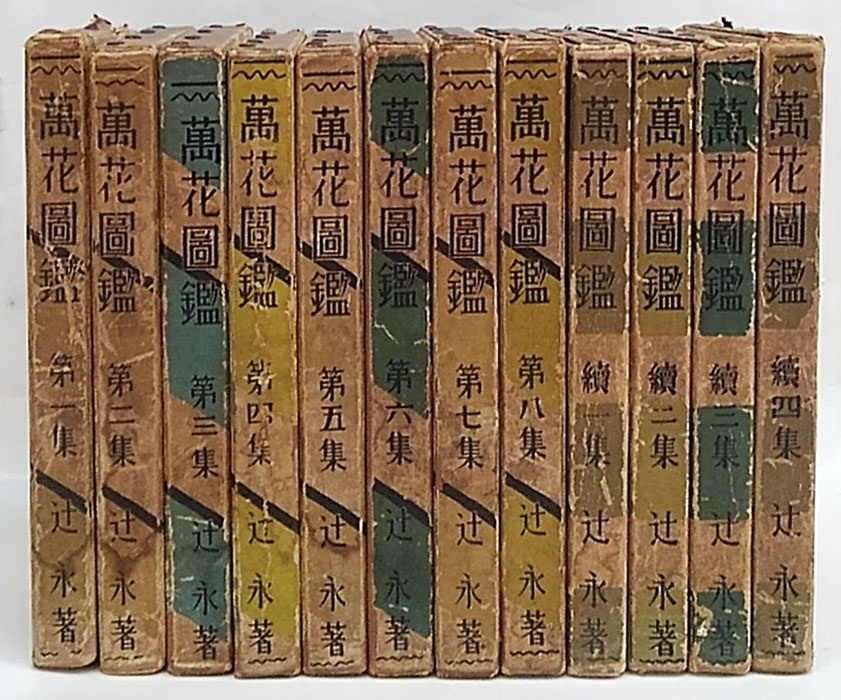 萬花圖鑑 第一集 辻永著
萬花圖鑑 第二集 辻永著
萬花圖鑑 第三集 辻永著
萬花圖鑑 第四集 辻永著
萬花圖鑑 第五集 辻永著
萬花圖鑑 第六集 辻永著
萬花圖鑑 第七集 辻永著
萬花圖鑑 第八集 辻永著
萬花圖鑑 續一集 辻永著
萬花圖鑑 續二集 辻永著
萬花圖鑑 續三集 辻永著
萬花圖鑑 續四集 辻永著